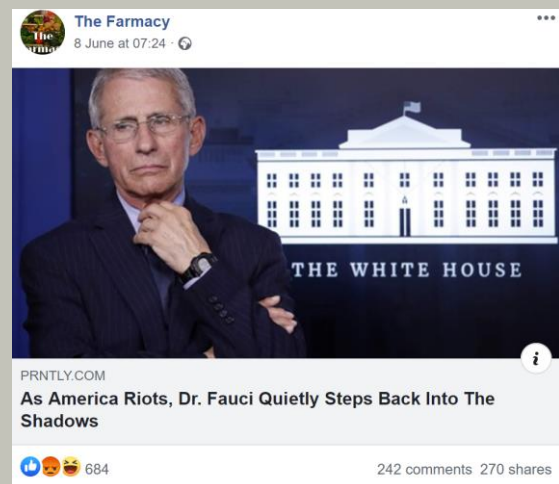 The Farmacy
8 June at 07:24 ·
The
THE WHITE HOUSE
i
PRNTLY.COM
As America Riots, Dr. Fauci Quietly Steps Back Into The
Shadows
684
242 comments 270 shares